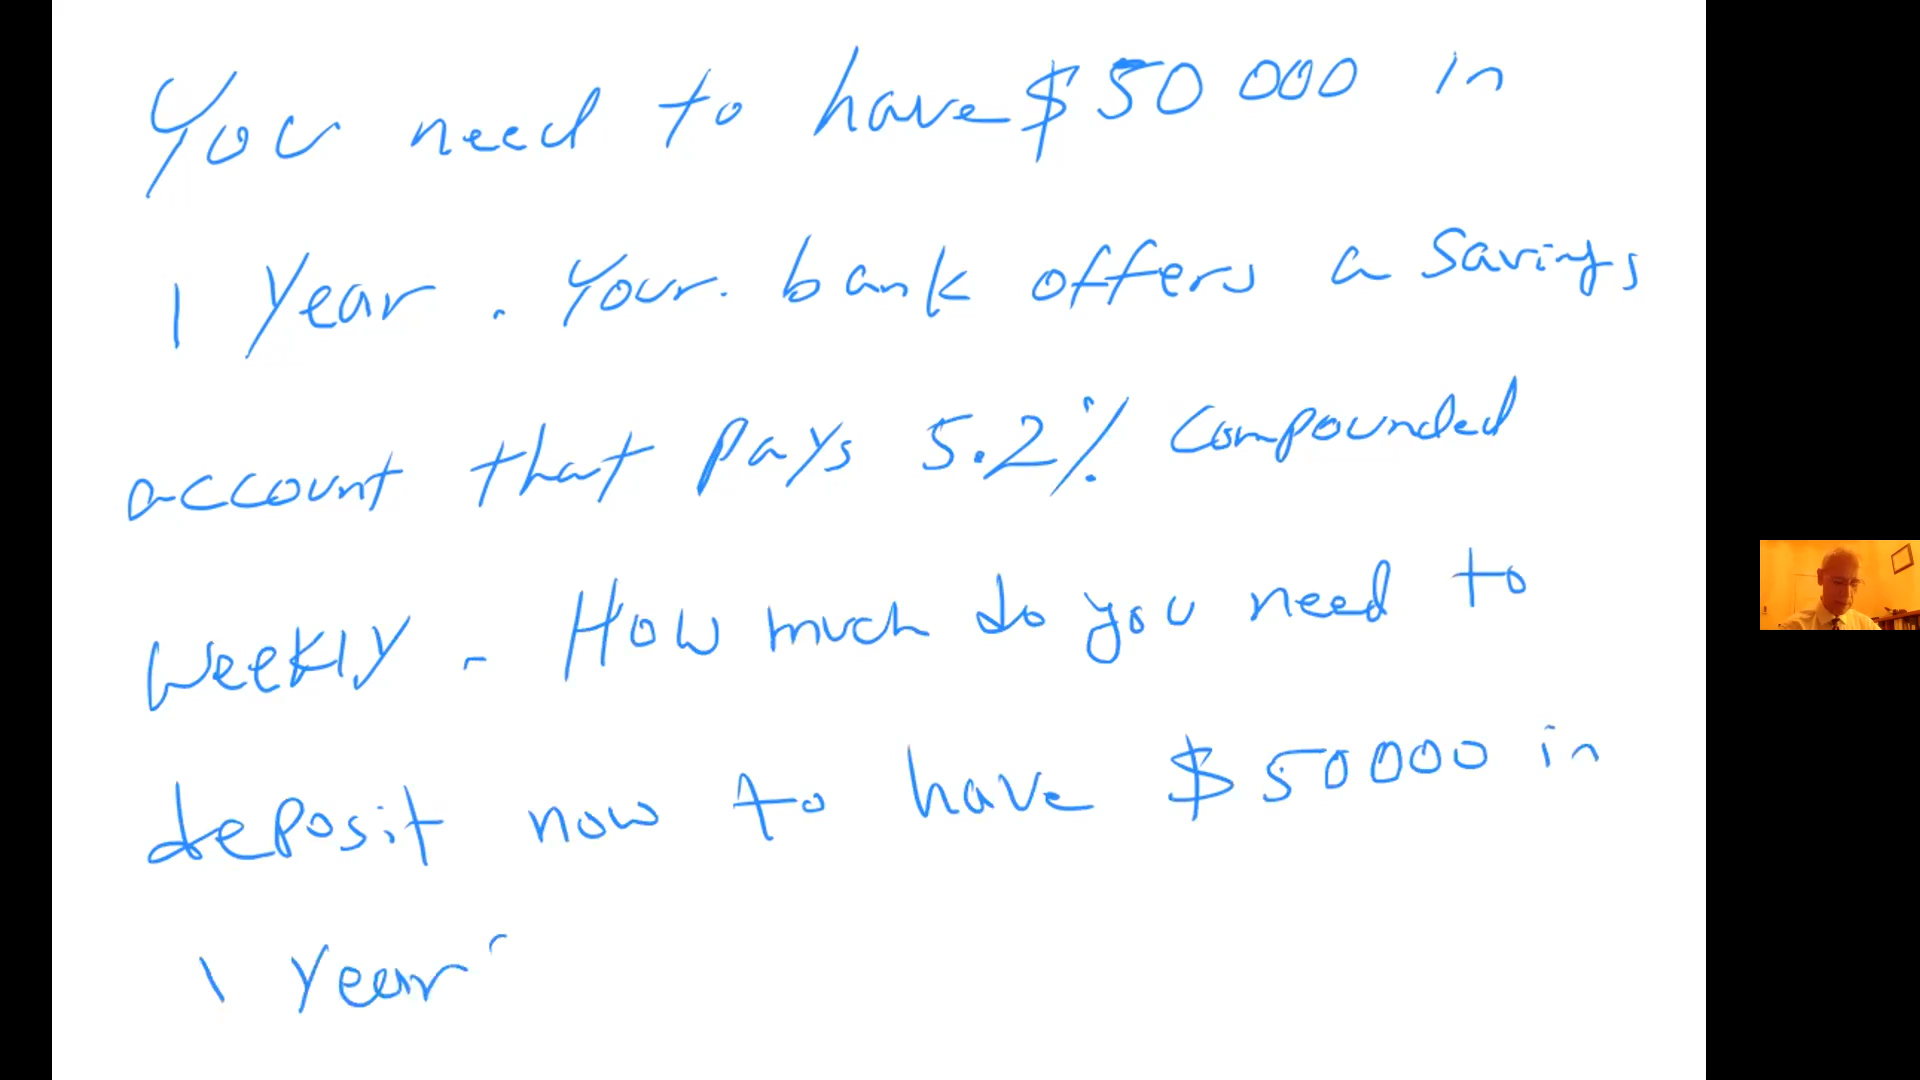 You need to have $50 000 in
1 Year. Your. bank offers a Savings
account that pays 5.2% compounded
weekly. How much do you need to
deposit now to have $50000 in
1 Year